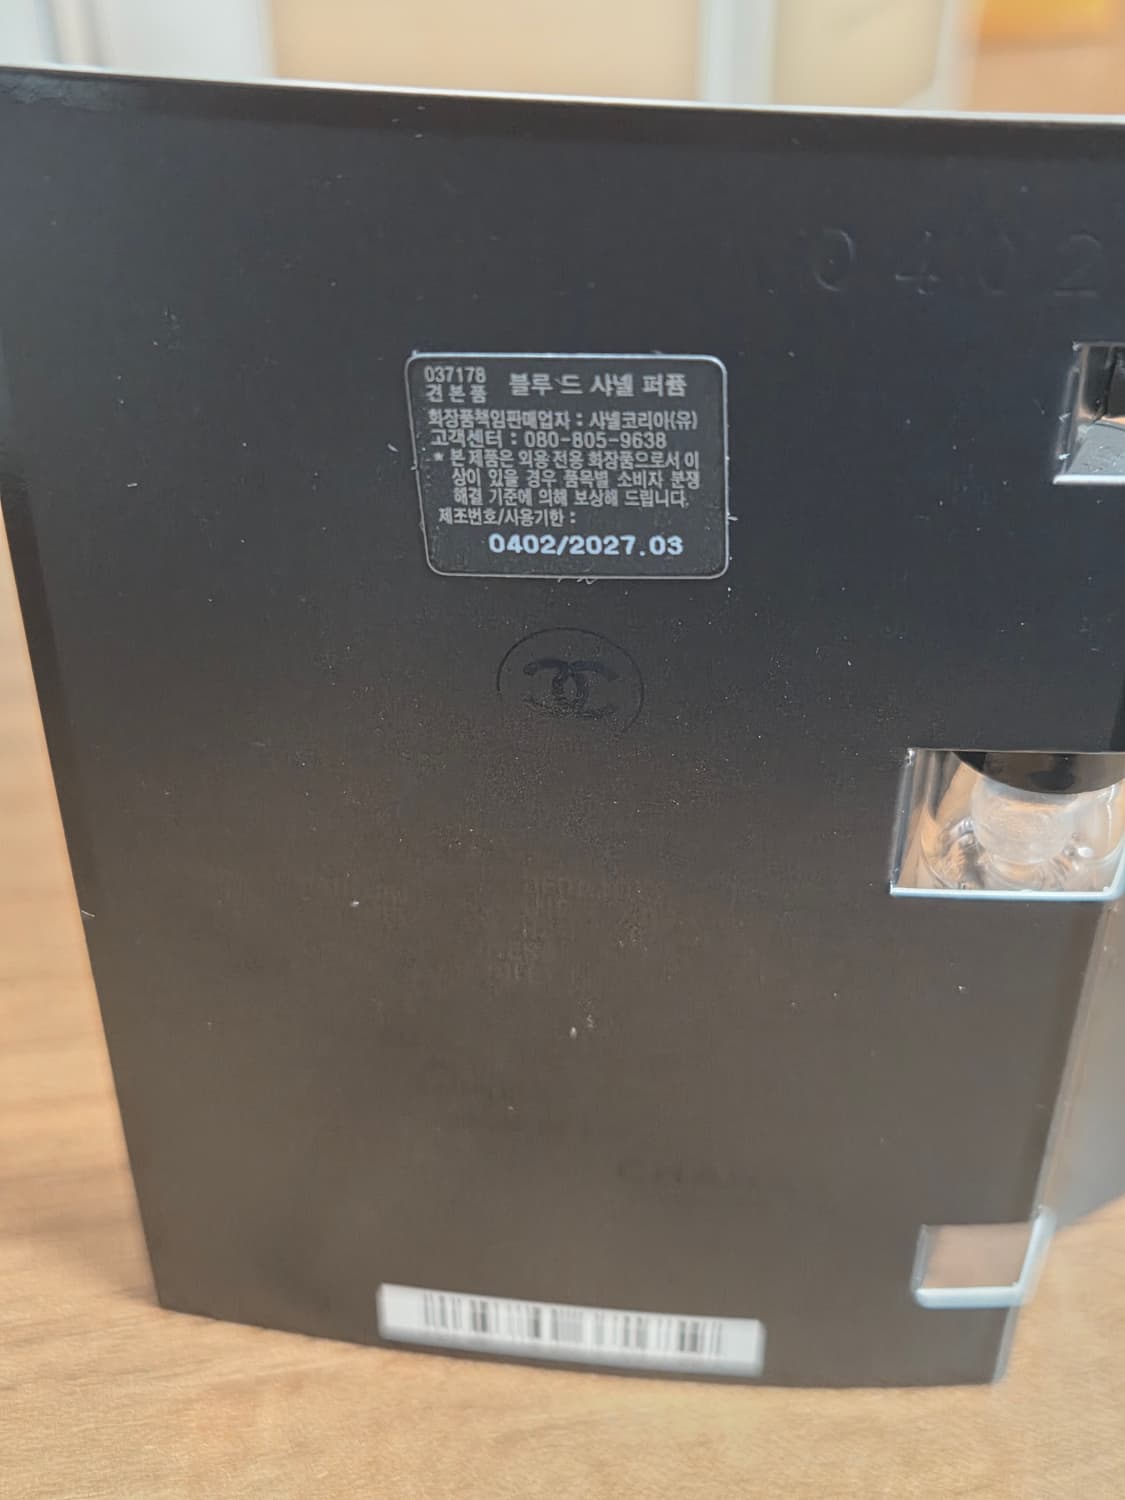 0402
037178
견본품 블루 드 샤넬 퍼퓸
화장품책임판매업자 : 샤넬코리아(유)
고객센터 : 080-805-9638
* 본 제품은 외용 전용 화장품으로서 이
상이 있을 경우 품목별 소비자 분쟁
해결 기준에 의해 보상해 드립니다.
제조번호/사용기한 :
0402/2027.03